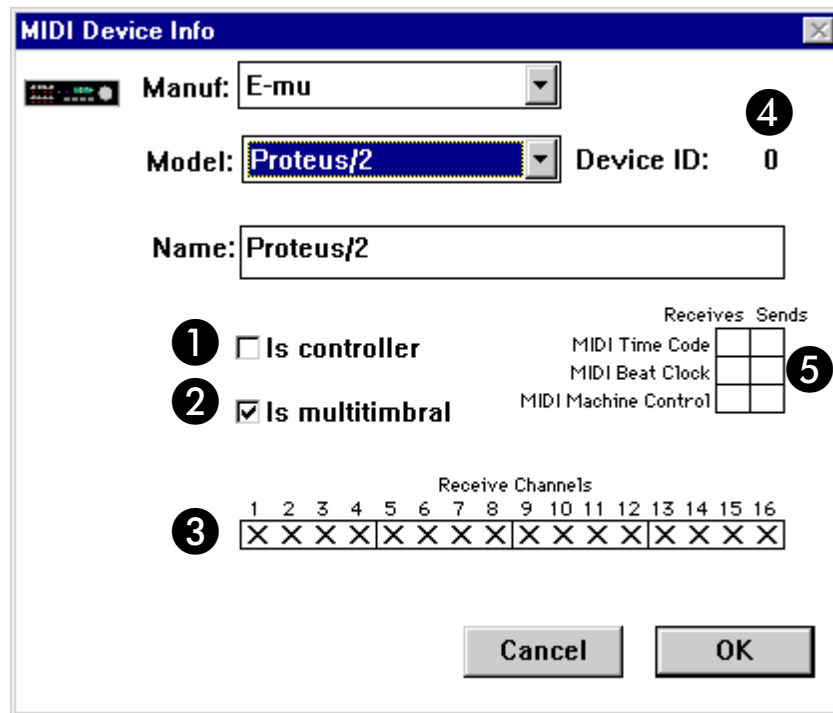 MIDI Device Info
Manuf: E-mu
4
Model: Proteus/2 Device ID: 0
Name: Proteus/2
Receives Sends
1 Is controller MIDI Time Code
MIDI Beat Clock 5
2 Is multitimbral MIDI Machine Control
Receive Channels
1 2 3 4 5 6 7 8 9 10 11 12 13 14 15 16
3 X X X X X X X X X X X X X X X X
Cancel OK